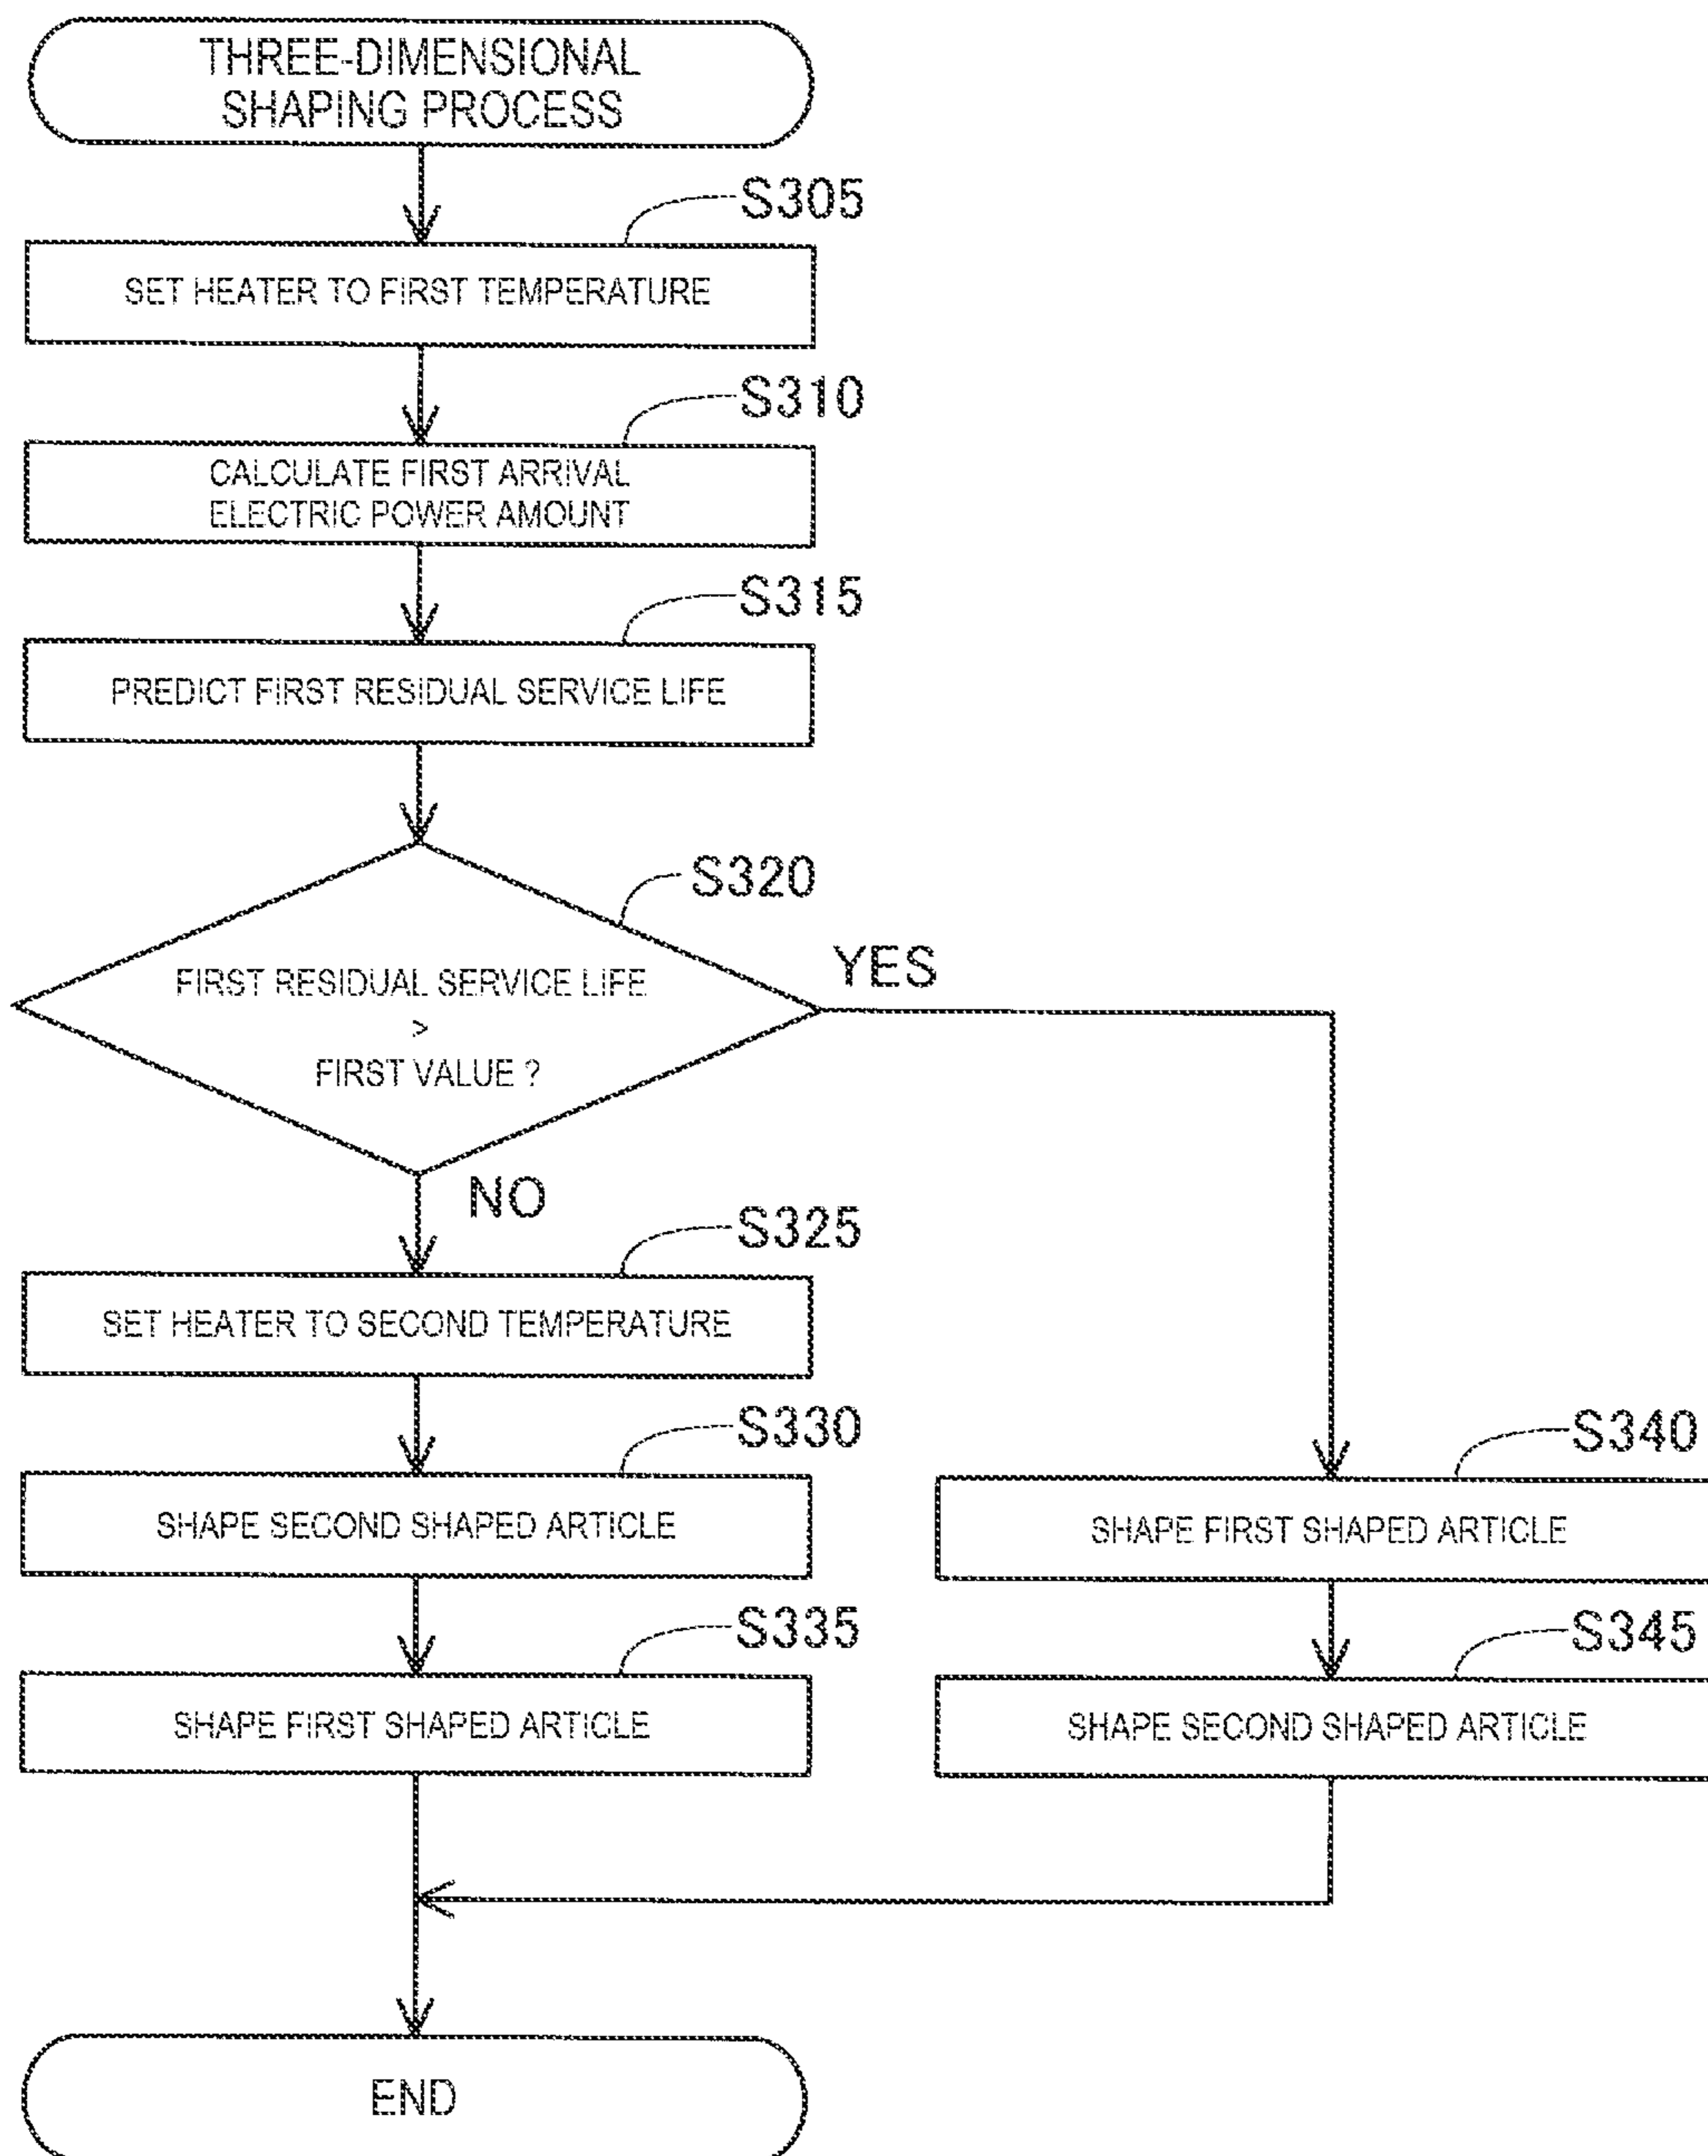 THREE-DIMENSIONAL
SHAPING PROCESS
S305
SET HEATER TO FIRST TEMPERATURE
S310
CALCULATE FIRST ARRIVAL
ELECTRIC POWER AMOUNT
S315
PREDICT FIRST RESIDUAL SERVICE LIFE
S320
FIRST RESIDUAL SERVICE LIFE
>
FIRST VALUE ?
YES
NO
S325
SET HEATER TO SECOND TEMPERATURE
S330
SHAPE SECOND SHAPED ARTICLE
S335
SHAPE FIRST SHAPED ARTICLE
S340
SHAPE FIRST SHAPED ARTICLE
S345
SHAPE SECOND SHAPED ARTICLE
END